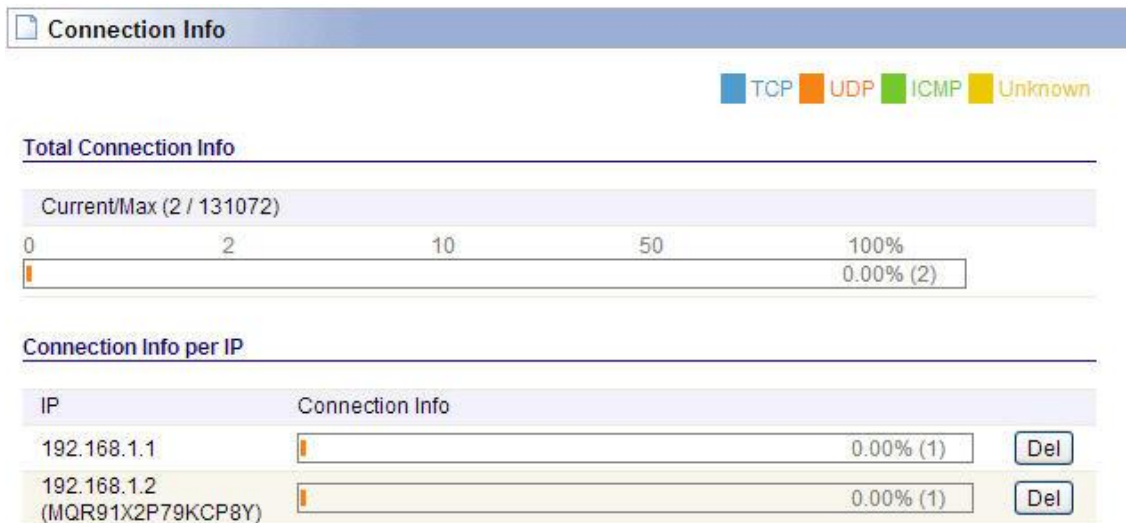 Connection Info
TCP UDP ICMP Unknown
Total Connection Info
Current/Max (2 / 131072)
0 2 10 50 100%
0.00% (2)
Connection Info per IP
IP Connection Info
192.168.1.1 0.00% (1) Del
192.168.1.2
(MQR91X2P79KCP8Y) 0.00% (1) Del